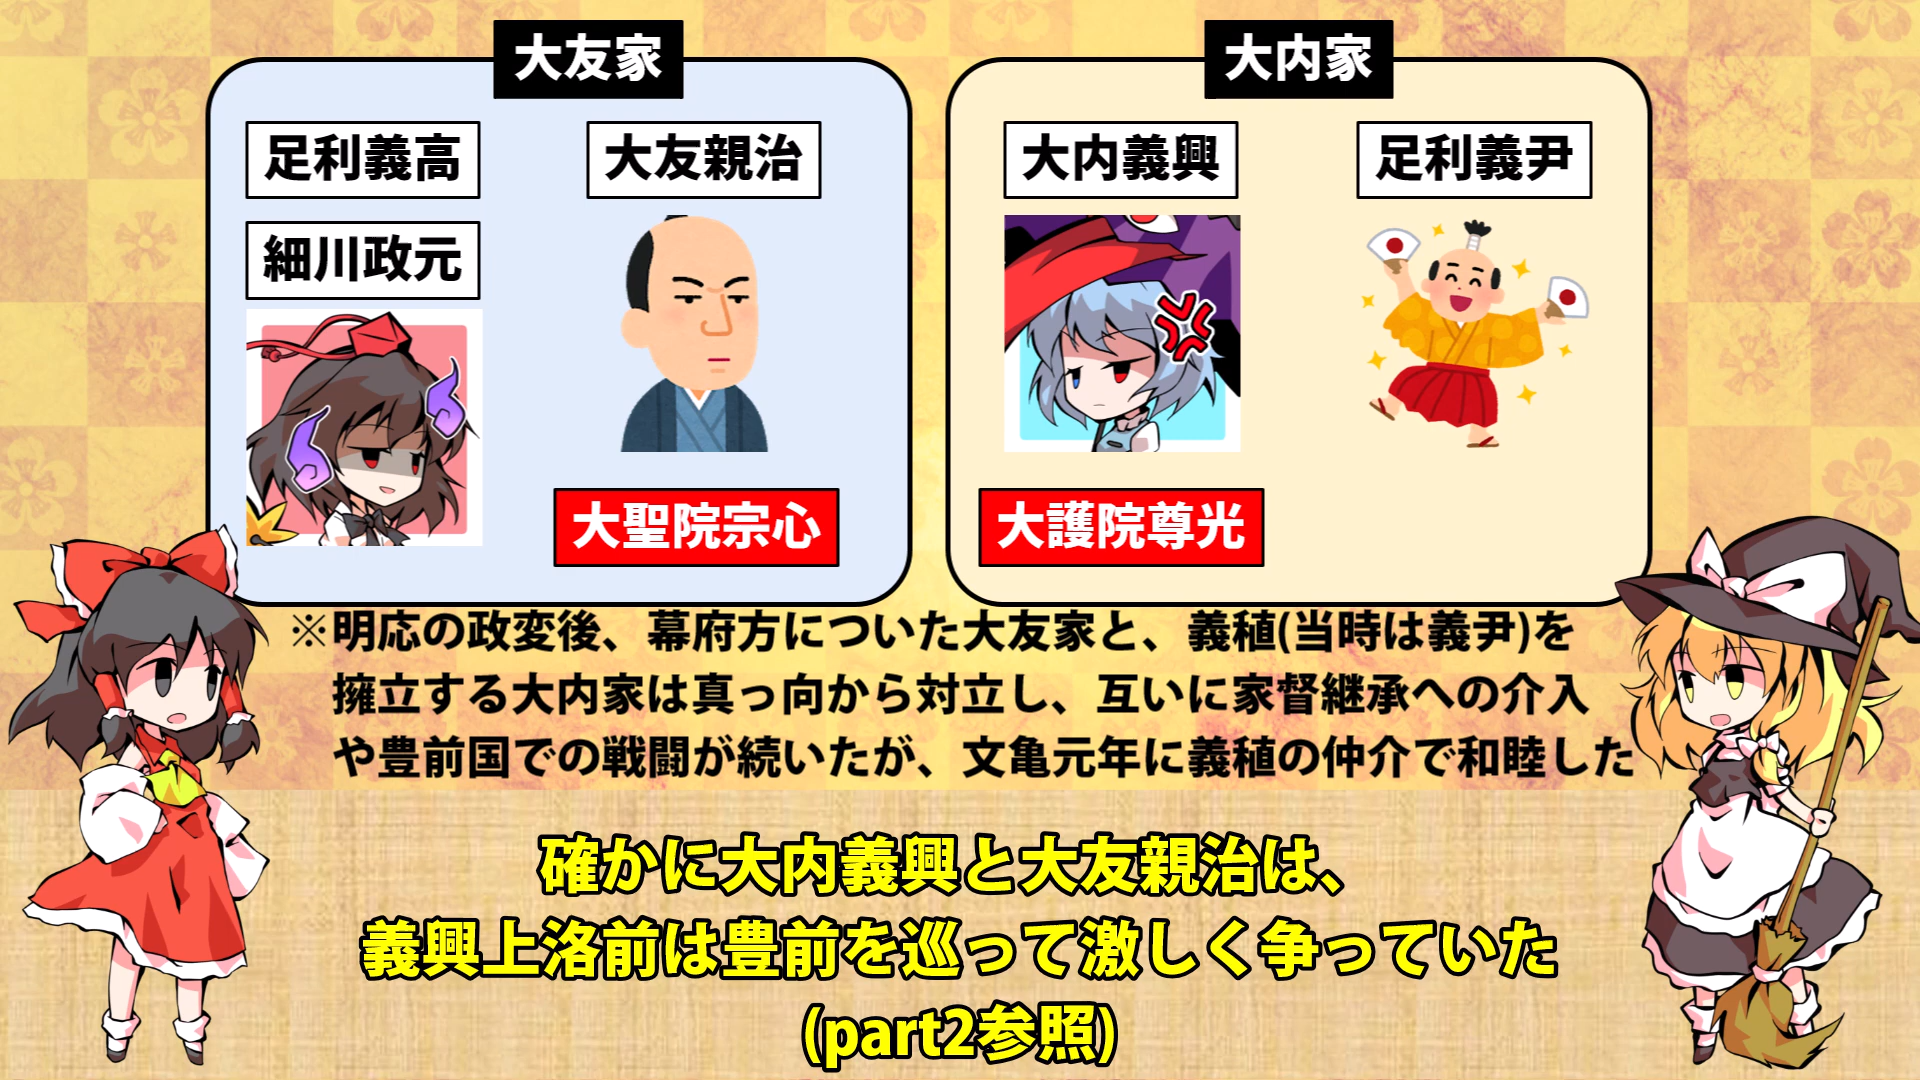 大友家
足利義高
大友親治
細川政元
大聖院宗心
大内家
大内義興
足利義尹
大護院尊光
※明応の政変後、幕府方についた大友家と、義稙(当時は義尹)を
擁立する大内家は真っ向から対立し、互いに家督継承への介入
や豊前国での戦闘が続いたが、文亀元年に義稙の仲介で和睦した
確かに大内義興と大友親治は、
義興上洛前は豊前を巡って激しく争っていた
(part2参照)